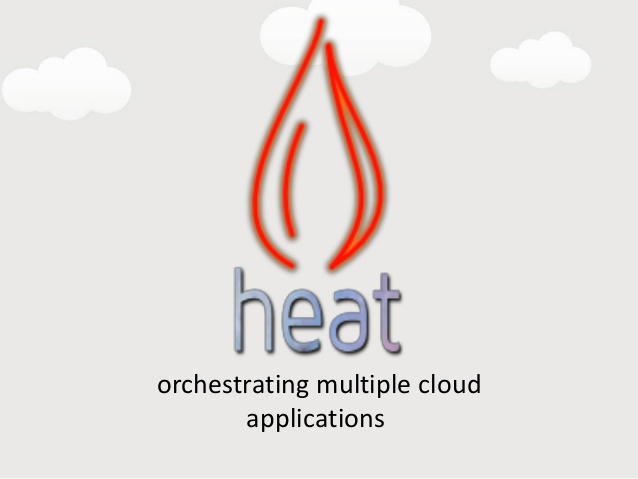 heat
orchestrating multiple cloud
applications